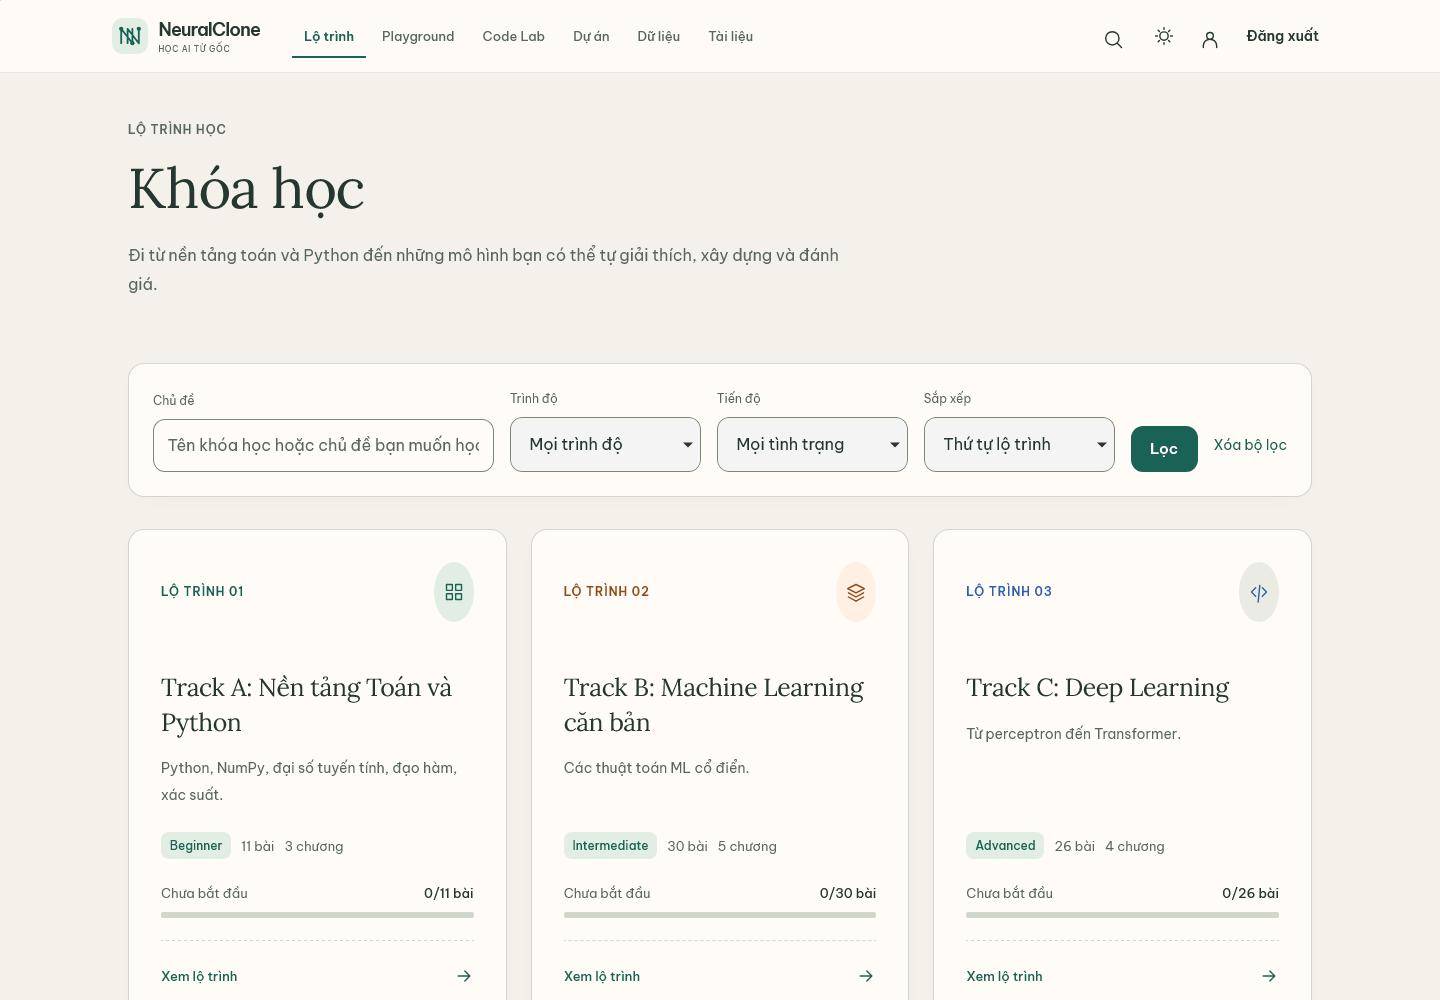 NeuralClone
HỌC AI TỪ GỐC
Lộ trình
Playground
Code Lab
Dự án
Dữ liệu
Tài liệu
Đăng xuất
LỘ TRÌNH HỌC
Khóa học
Đi từ nền tảng toán và Python đến những mô hình bạn có thể tự giải thích, xây dựng và đánh
giá.
Chủ đề
Trình độ
Tiến độ
Sắp xếp
Tên khóa học hoặc chủ đề bạn muốn học
Mọi trình độ
Mọi tình trạng
Thứ tự lộ trình
Lọc
Xóa bộ lọc
LỘ TRÌNH 01
Track A: Nền tảng Toán và
Python
Python, NumPy, đại số tuyến tính, đạo hàm,
xác suất.
Beginner
11 bài
3 chương
Chưa bắt đầu
0/11 bài
Xem lộ trình
LỘ TRÌNH 02
Track B: Machine Learning
căn bản
Các thuật toán ML cổ điển.
Intermediate
30 bài
5 chương
Chưa bắt đầu
0/30 bài
Xem lộ trình
LỘ TRÌNH 03
Track C: Deep Learning
Từ perceptron đến Transformer.
Advanced
26 bài
4 chương
Chưa bắt đầu
0/26 bài
Xem lộ trình